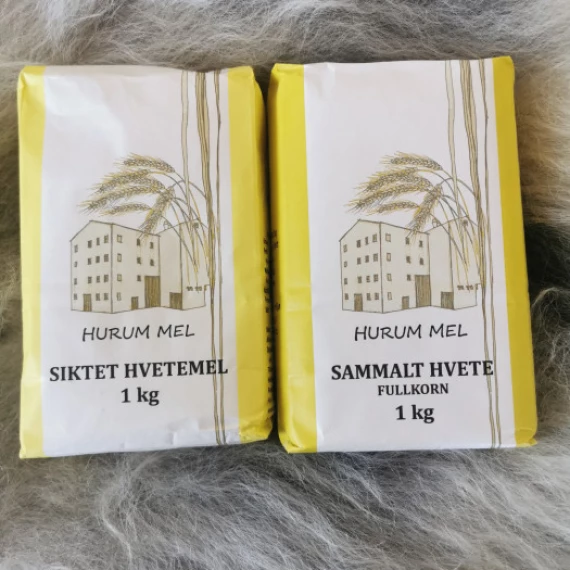 HURUM MEL
SIKTET HVETEMEL
1 kg
HURUM MEL
SAMMALT HVETE
FULLKORN
1 kg